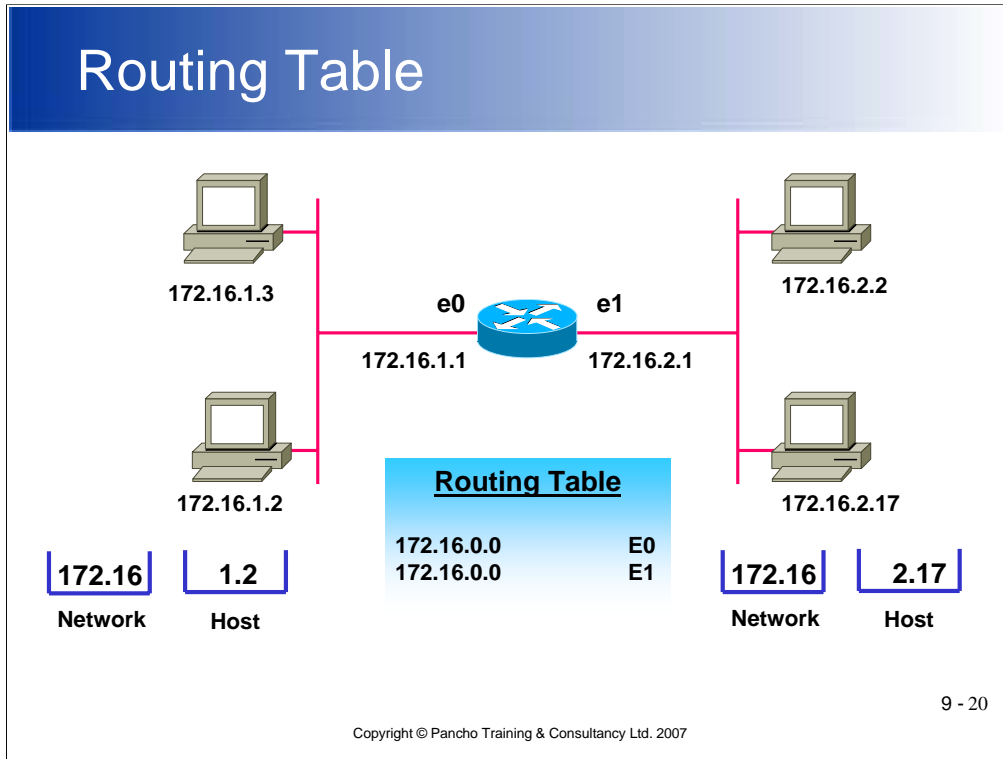 Routing Table
172.16.1.3
172.16.2.2
e0
e1
172.16.1.1
172.16.2.1
172.16.1.2
172.16.2.17
Routing Table
172.16.0.0 E0
172.16.0.0 E1
172.16 1.2
Network Host
172.16 2.17
Network Host
9 - 20
Copyright © Pancho Training & Consultancy Ltd. 2007